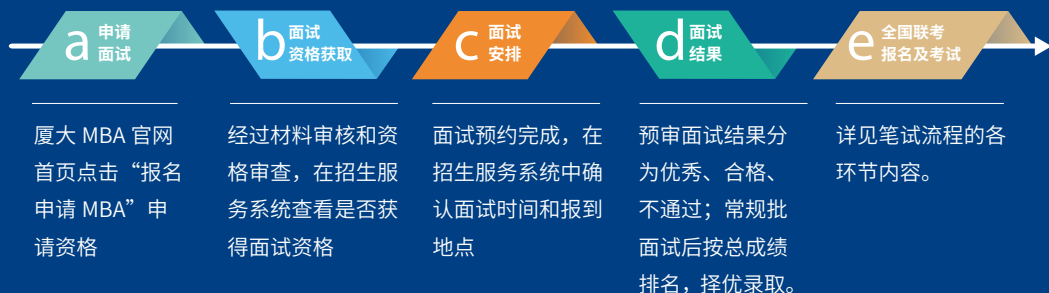 a 申请
面试
b 面试
资格获取
c 面试
安排
d 面试
结果
e 全国联考
报名及考试
厦大 MBA 官网
首页点击“报名
申请 MBA”申
请资格
经过材料审核和资
格审查，在招生服
务系统查看是否获
得面试资格
面试预约完成，在
招生服务系统中确
认面试时间和报到
地点
预审面试结果分
为优秀、合格、
不通过；常规批
面试后按总成绩
排名，择优录取。
详见笔试流程的各
环节内容。